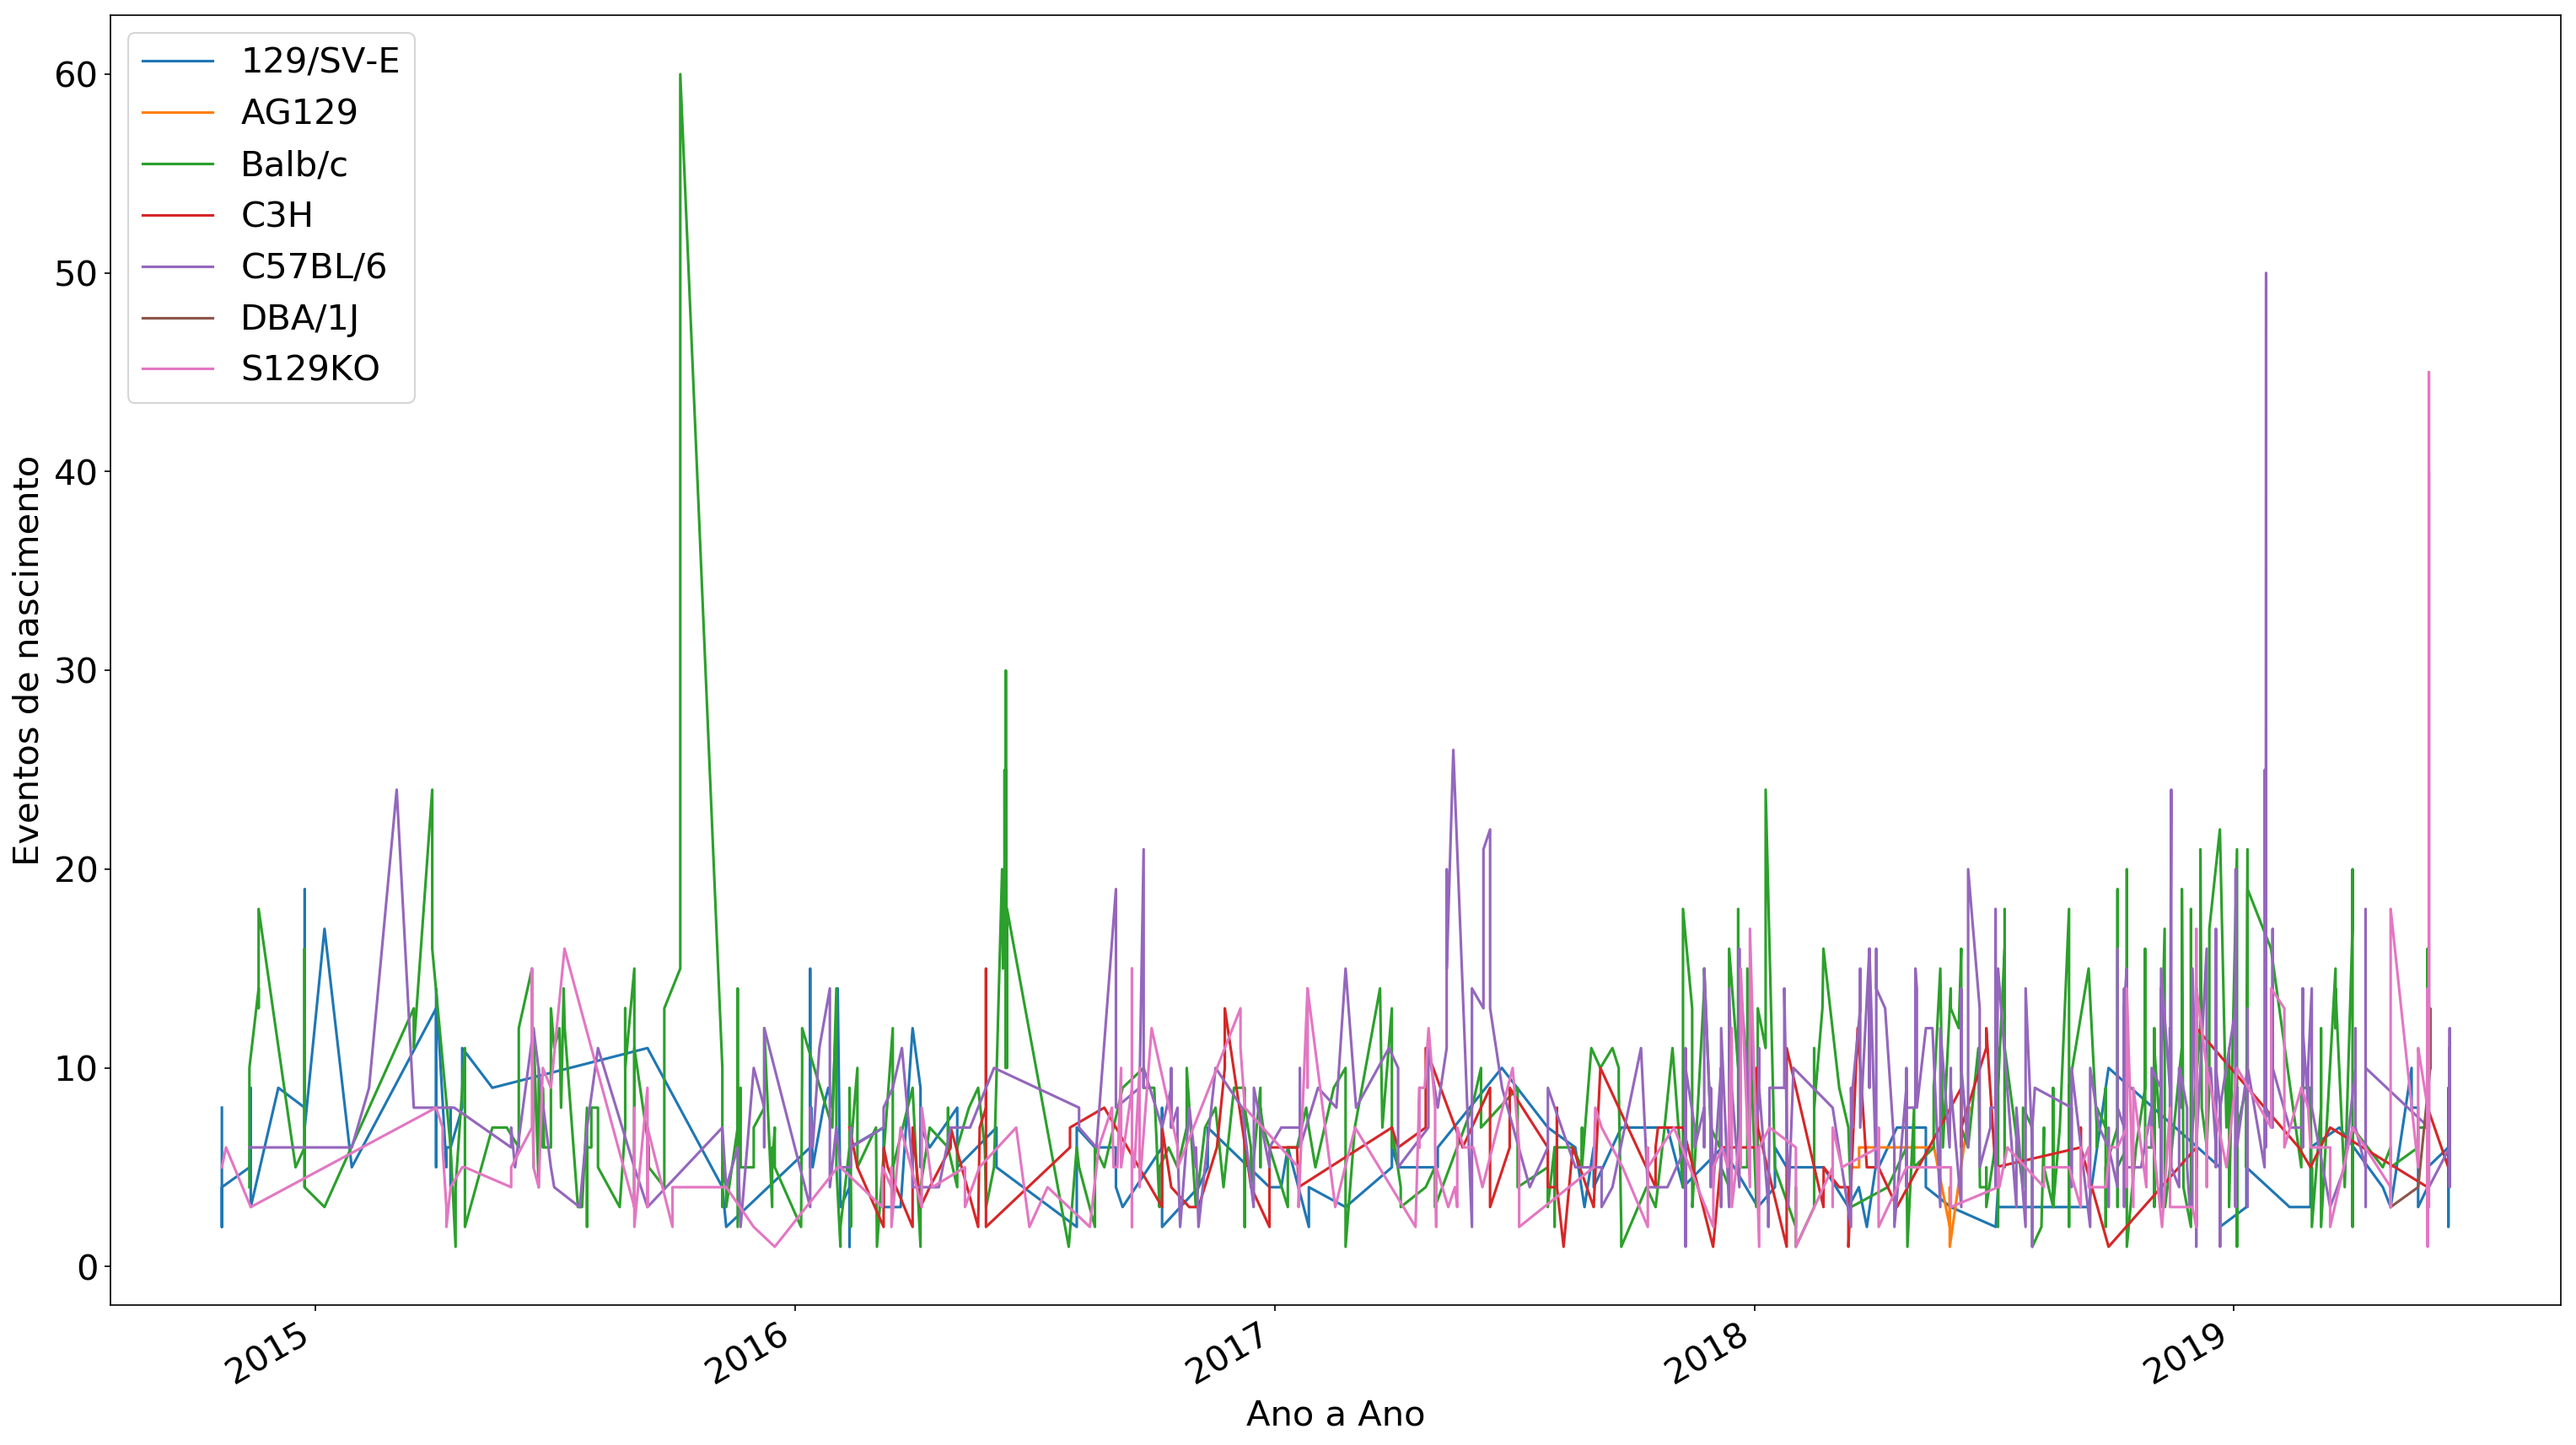 129/SV-E
AG129
Balb/c
C3H
C57BL/6
DBA/1J
S129KO
60
50
40
30
20
10
0
Eventos de nascimento
2015
2016
2017
2018
2019
Ano a Ano